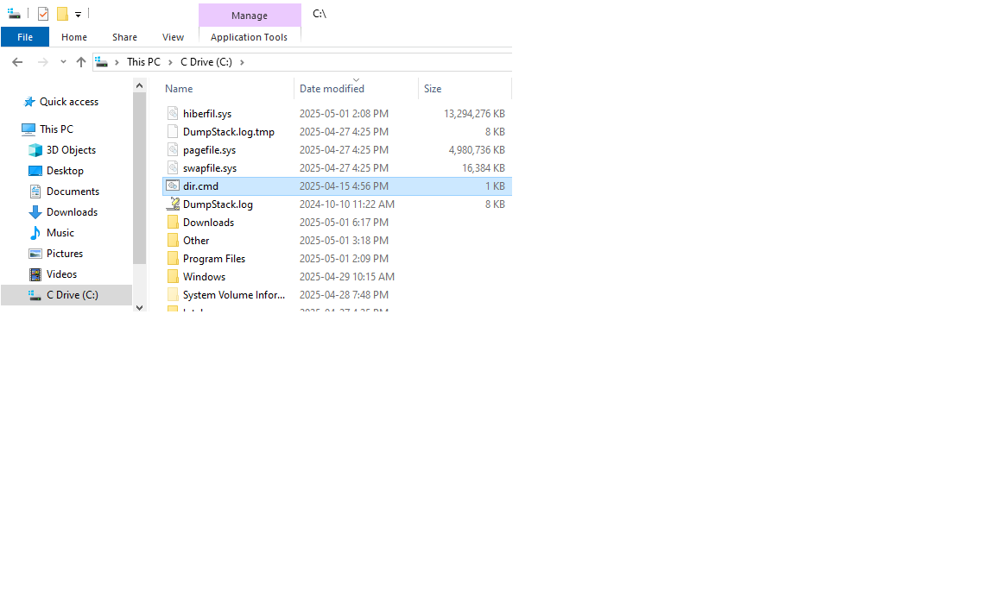 Manage C:\
File Home Share View Application Tools
This PC C Drive (C:)
Name Date modified Size
Quick access
This PC
3D Objects
Desktop
Documents
Downloads
Music
Pictures
Videos
C Drive (C:)
hiberfil.sys 2025-05-01 2:08 PM 13,294,276 KB
DumpStack.log.tmp 2025-04-27 4:25 PM 8 KB
pagefile.sys 2025-04-27 4:25 PM 4,980,736 KB
swapfile.sys 2025-04-27 4:25 PM 16,384 KB
dir.cmd 2025-04-15 4:56 PM 1 KB
DumpStack.log 2024-10-10 11:22 AM 8 KB
Downloads 2025-05-01 6:17 PM
Other 2025-05-01 3:18 PM
Program Files 2025-05-01 2:09 PM
Windows 2025-04-29 10:15 AM
System Volume Infor... 2025-04-28 7:48 PM